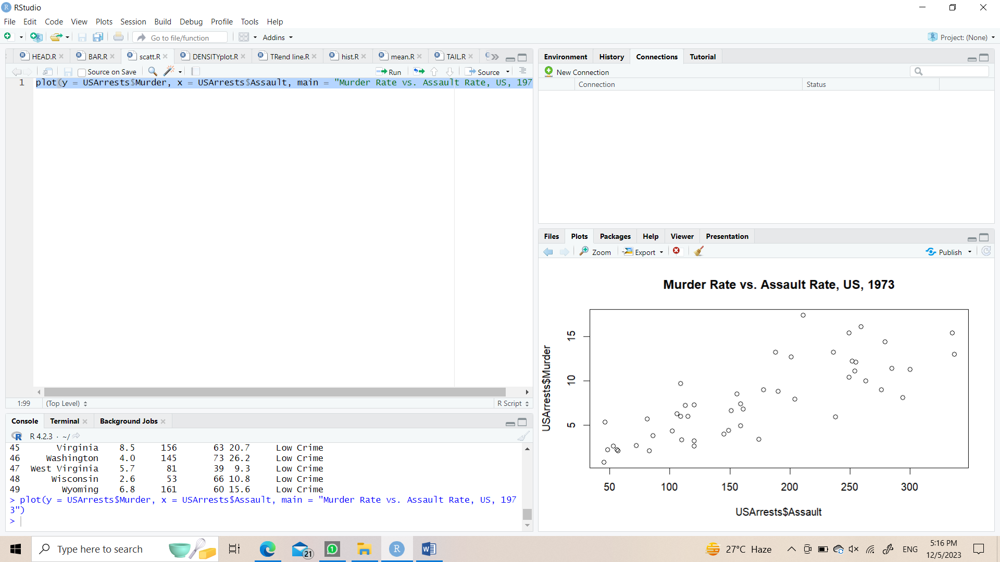 RStudio
File Edit Code View Plots Session Build Debug Profile Tools Help
Go to file/function Addins Project: (None)
HEAD.R BAR.R scatt.R DENSITYplot.R TRend line.R hist.R mean.R TAIL.R
Source on Save Run Source
1 plot(y = USArrests$Murder, x = USArrests$Assault, main = "Murder Rate vs. Assault Rate, US, 197
1:99 (Top Level) R Script
Console Terminal Background Jobs
R 4.2.3 · ~/
45 Virginia 8.5 156 63 20.7 Low Crime
46 Washington 4.0 145 73 26.2 Low Crime
47 West Virginia 5.7 81 39 9.3 Low Crime
48 Wisconsin 2.6 53 66 10.8 Low Crime
49 Wyoming 6.8 161 60 15.6 Low Crime
> plot(y = USArrests$Murder, x = USArrests$Assault, main = "Murder Rate vs. Assault Rate, US, 197
3")
>
Environment History Connections Tutorial
New Connection
Connection Status
Files Plots Packages Help Viewer Presentation
Zoom Export Publish
Murder Rate vs. Assault Rate, US, 1973
USArrests$Murder
15
10
5
50 100 150 200 250 300
USArrests$Assault
Type here to search 21 1 R W 27°C Haze ENG
5:16 PM
12/5/2023